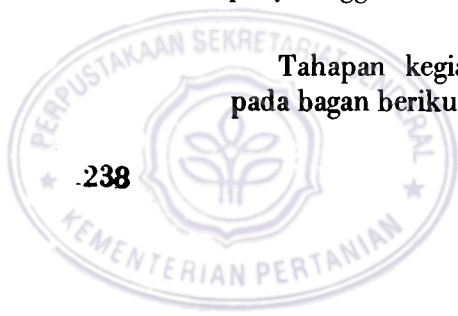 Tahapan kegia
pada bagan beriku
238
PERPUSTAKAAN SEKRETARIAT JENDERAL
KEMENTERIAN PERTANIAN